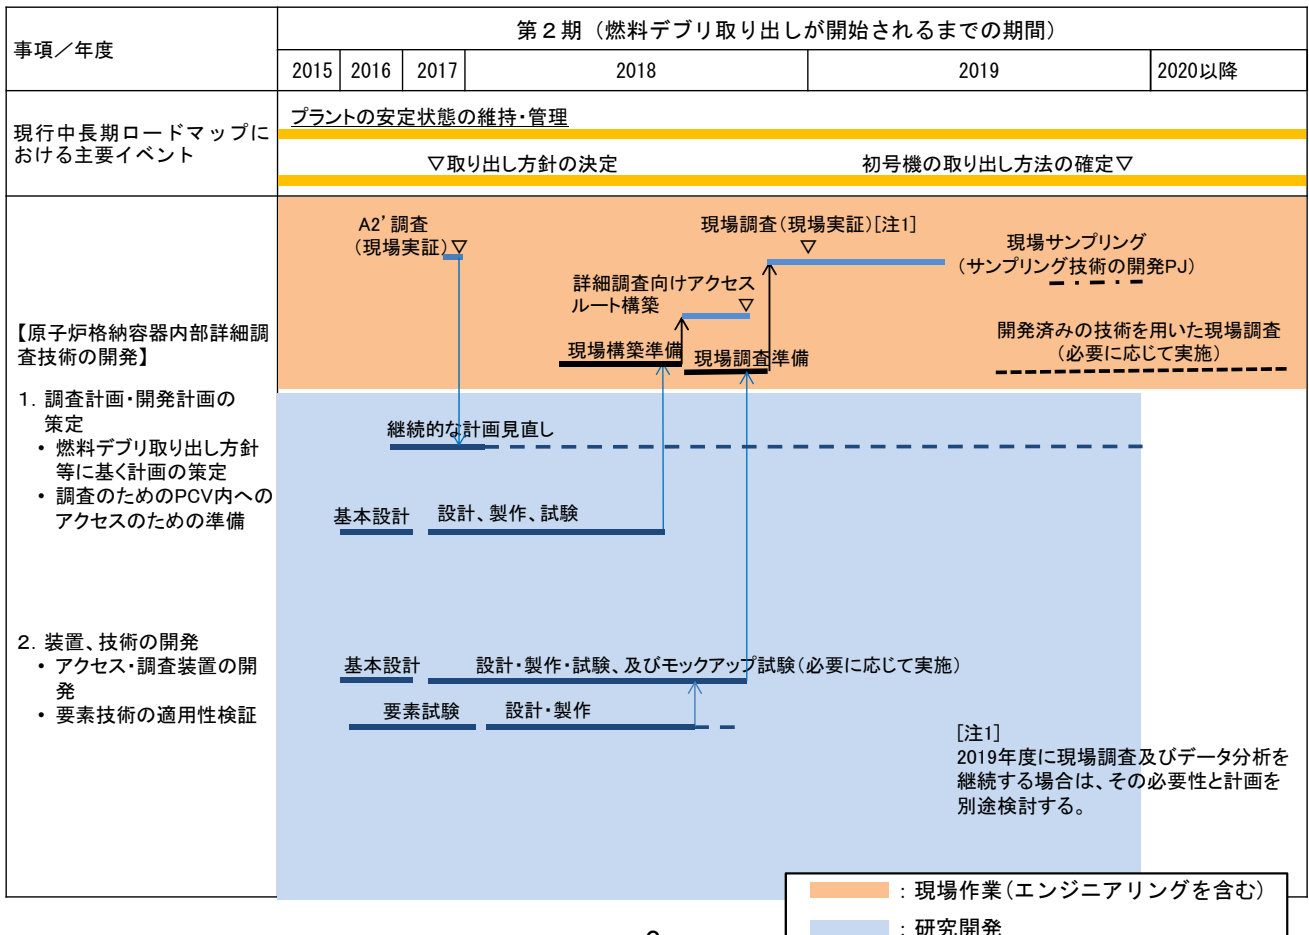 事項／年度
第２期（燃料デブリ取り出しが開始されるまでの期間）
2015 2016 2017 2018 2019 2020以降
現行中長期ロードマップに
おける主要イベント
プラントの安定状態の維持・管理
▽取り出し方針の決定
初号機の取り出し方法の確定▽
【原子炉格納容器内部詳細調
査技術の開発】
A2’調査
（現場実証）▽
現場調査（現場実証）[注1]
▽
現場サンプリング
（サンプリング技術の開発PJ）
詳細調査向けアクセス
ルート構築 ▽
現場構築準備
現場調査準備
開発済みの技術を用いた現場調査
（必要に応じて実施）
１．調査計画・開発計画の
策定
• 燃料デブリ取り出し方針
等に基く計画の策定
• 調査のためのPCV内への
アクセスのための準備
継続的な計画見直し
基本設計 設計、製作、試験
２．装置、技術の開発
• アクセス・調査装置の開
発
• 要素技術の適用性検証
基本設計 設計・製作・試験、及びモックアップ試験（必要に応じて実施）
要素試験 設計・製作
[注1]
2019年度に現場調査及びデータ分析を
継続する場合は、その必要性と計画を
別途検討する。
：現場作業（エンジニアリングを含む）
：研究開発